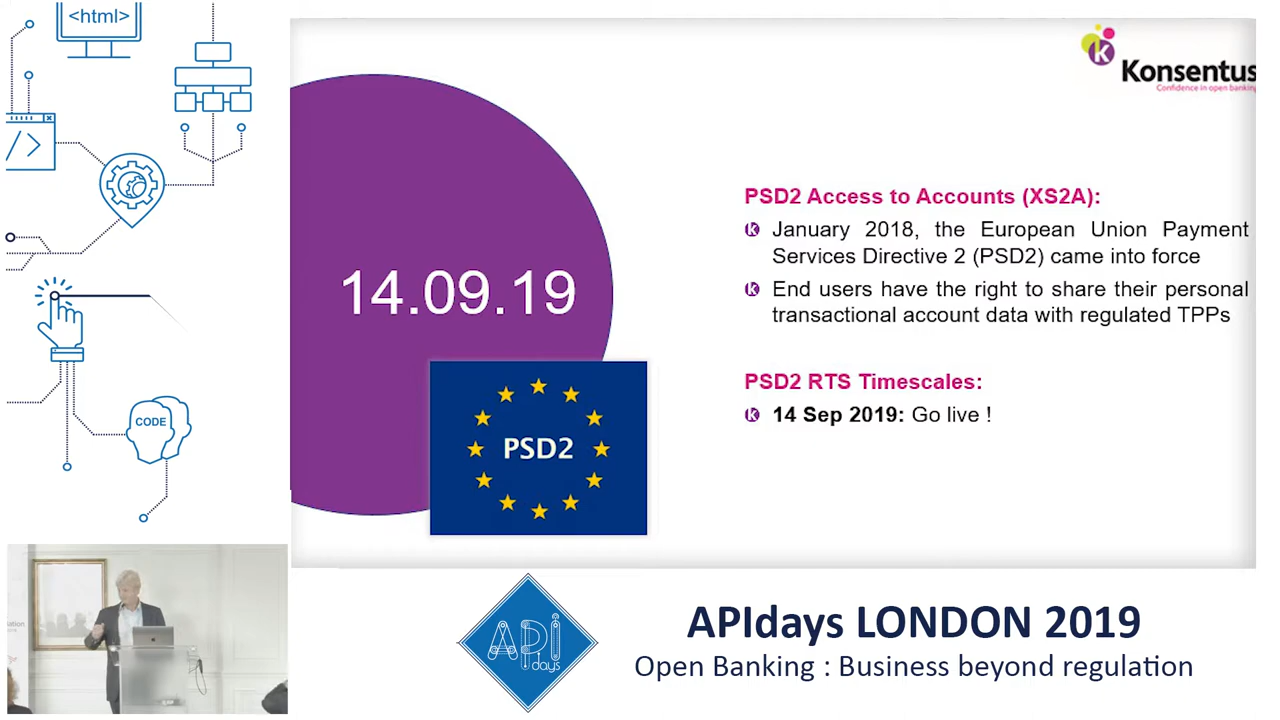 <html>
</>
CODE
Konsentus
Confidence in open banking
14.09.19
PSD2
PSD2 Access to Accounts (XS2A):
January 2018, the European Union Payment
Services Directive 2 (PSD2) came into force
End users have the right to share their personal
transactional account data with regulated TPPs
PSD2 RTS Timescales:
14 Sep 2019: Go live !
API
days
APIdays LONDON 2019
Open Banking : Business beyond regulation